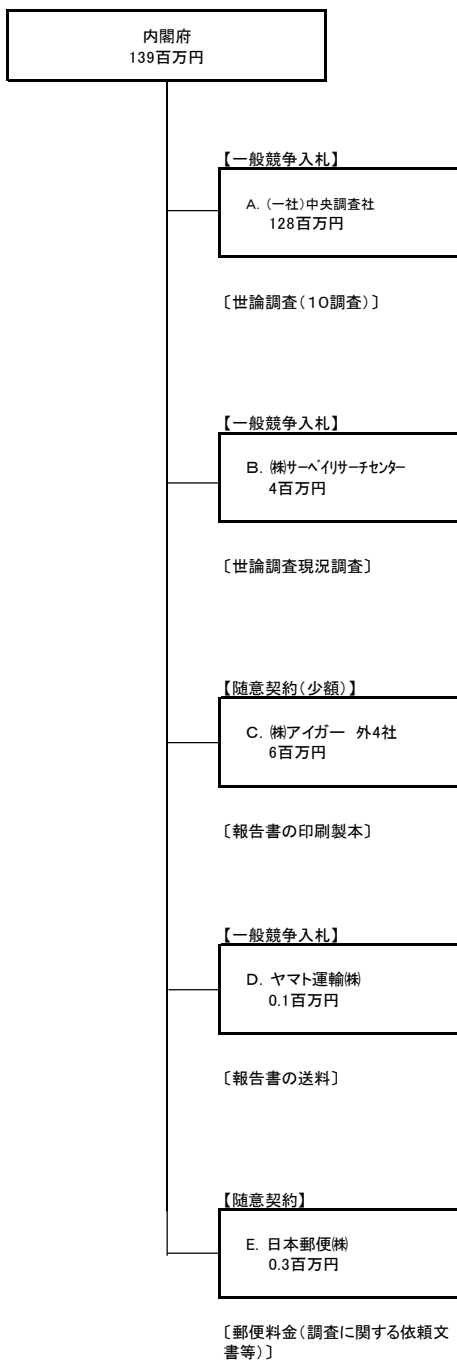 内閣府
139百万円
【一般競争入札】
A. (一社)中央調査社
128百万円
〔世論調査(10調査)〕
【一般競争入札】
B. ㈱サーベイリサーチセンター
4百万円
〔世論調査現況調査〕
【随意契約(少額)】
C. ㈱アイガー 外4社
6百万円
〔報告書の印刷製本〕
【一般競争入札】
D. ヤマト運輸㈱
0.1百万円
〔報告書の送料〕
【随意契約】
E. 日本郵便㈱
0.3百万円
〔郵便料金(調査に関する依頼文
書等)〕